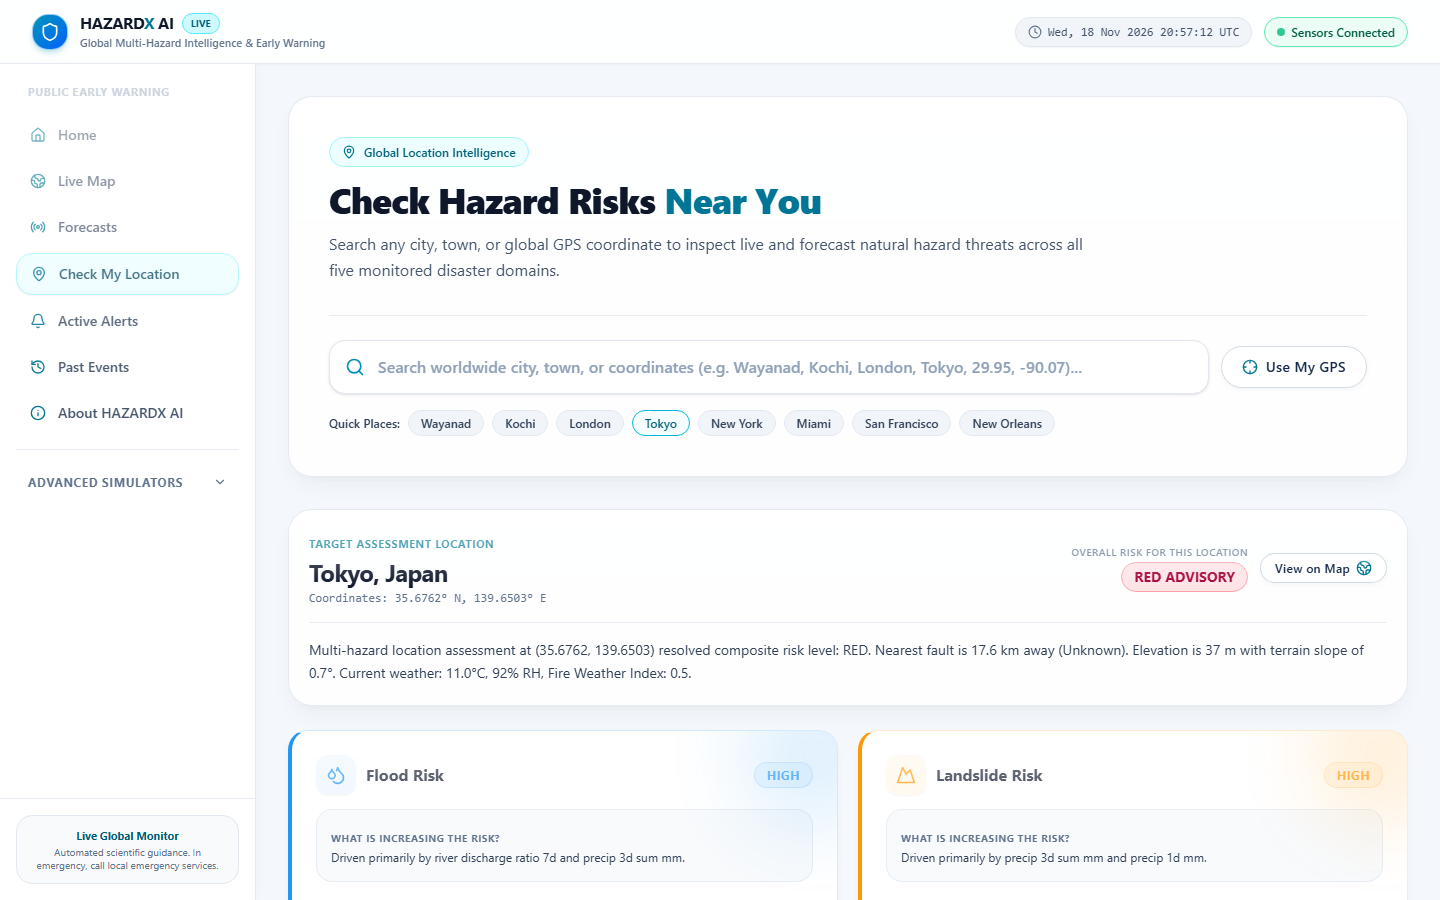 HAZARDX AI LIVE
Global Multi-Hazard Intelligence & Early Warning
Wed, 18 Nov 2026 20:57:12 UTC
Sensors Connected
PUBLIC EARLY WARNING
Home
Live Map
Forecasts
Check My Location
Active Alerts
Past Events
About HAZARDX AI
ADVANCED SIMULATORS
Live Global Monitor
Automated scientific guidance. In
emergency, call local emergency services.
Global Location Intelligence
Check Hazard Risks Near You
Search any city, town, or global GPS coordinate to inspect live and forecast natural hazard threats across all
five monitored disaster domains.
Search worldwide city, town, or coordinates (e.g. Wayanad, Kochi, London, Tokyo, 29.95, -90.07)...
Use My GPS
Quick Places: Wayanad Kochi London Tokyo New York Miami San Francisco New Orleans
TARGET ASSESSMENT LOCATION
Tokyo, Japan
Coordinates: 35.6762° N, 139.6503° E
OVERALL RISK FOR THIS LOCATION
RED ADVISORY
View on Map
Multi-hazard location assessment at (35.6762, 139.6503) resolved composite risk level: RED. Nearest fault is 17.6 km away (Unknown). Elevation is 37 m with terrain slope of
0.7°. Current weather: 11.0°C, 92% RH, Fire Weather Index: 0.5.
Flood Risk
HIGH
WHAT IS INCREASING THE RISK?
Driven primarily by river discharge ratio 7d and precip 3d sum mm.
Landslide Risk
HIGH
WHAT IS INCREASING THE RISK?
Driven primarily by precip 3d sum mm and precip 1d mm.